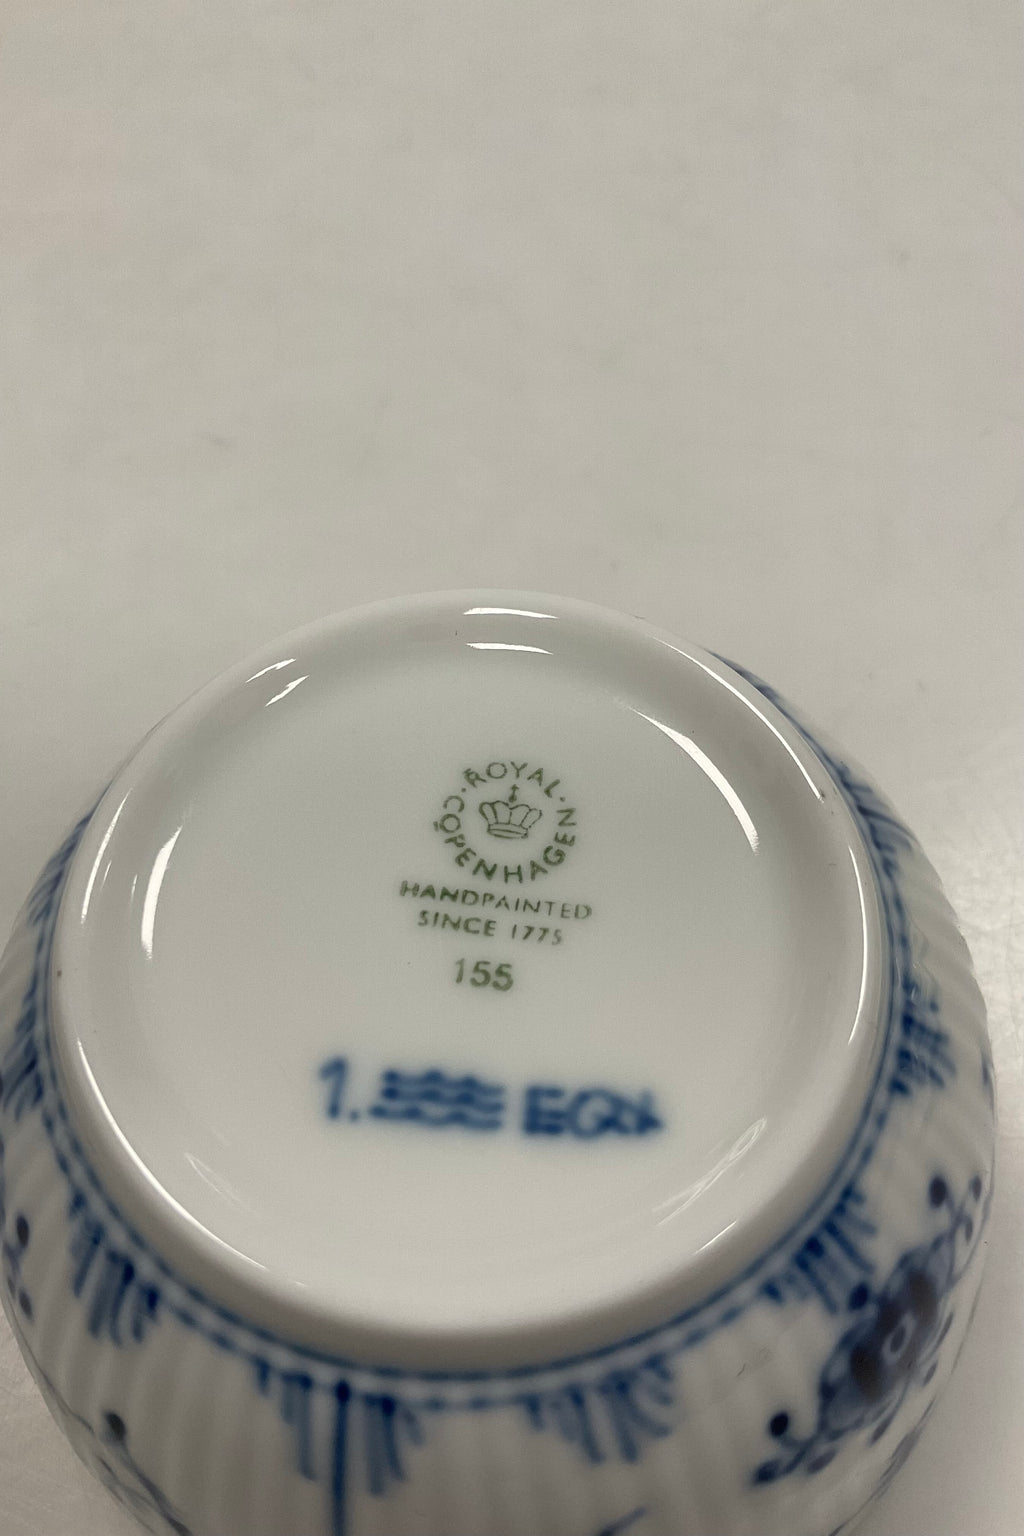 ROYAL · COPENHAGEN ·
HANDPAINTED
SINCE 1775
155
1.